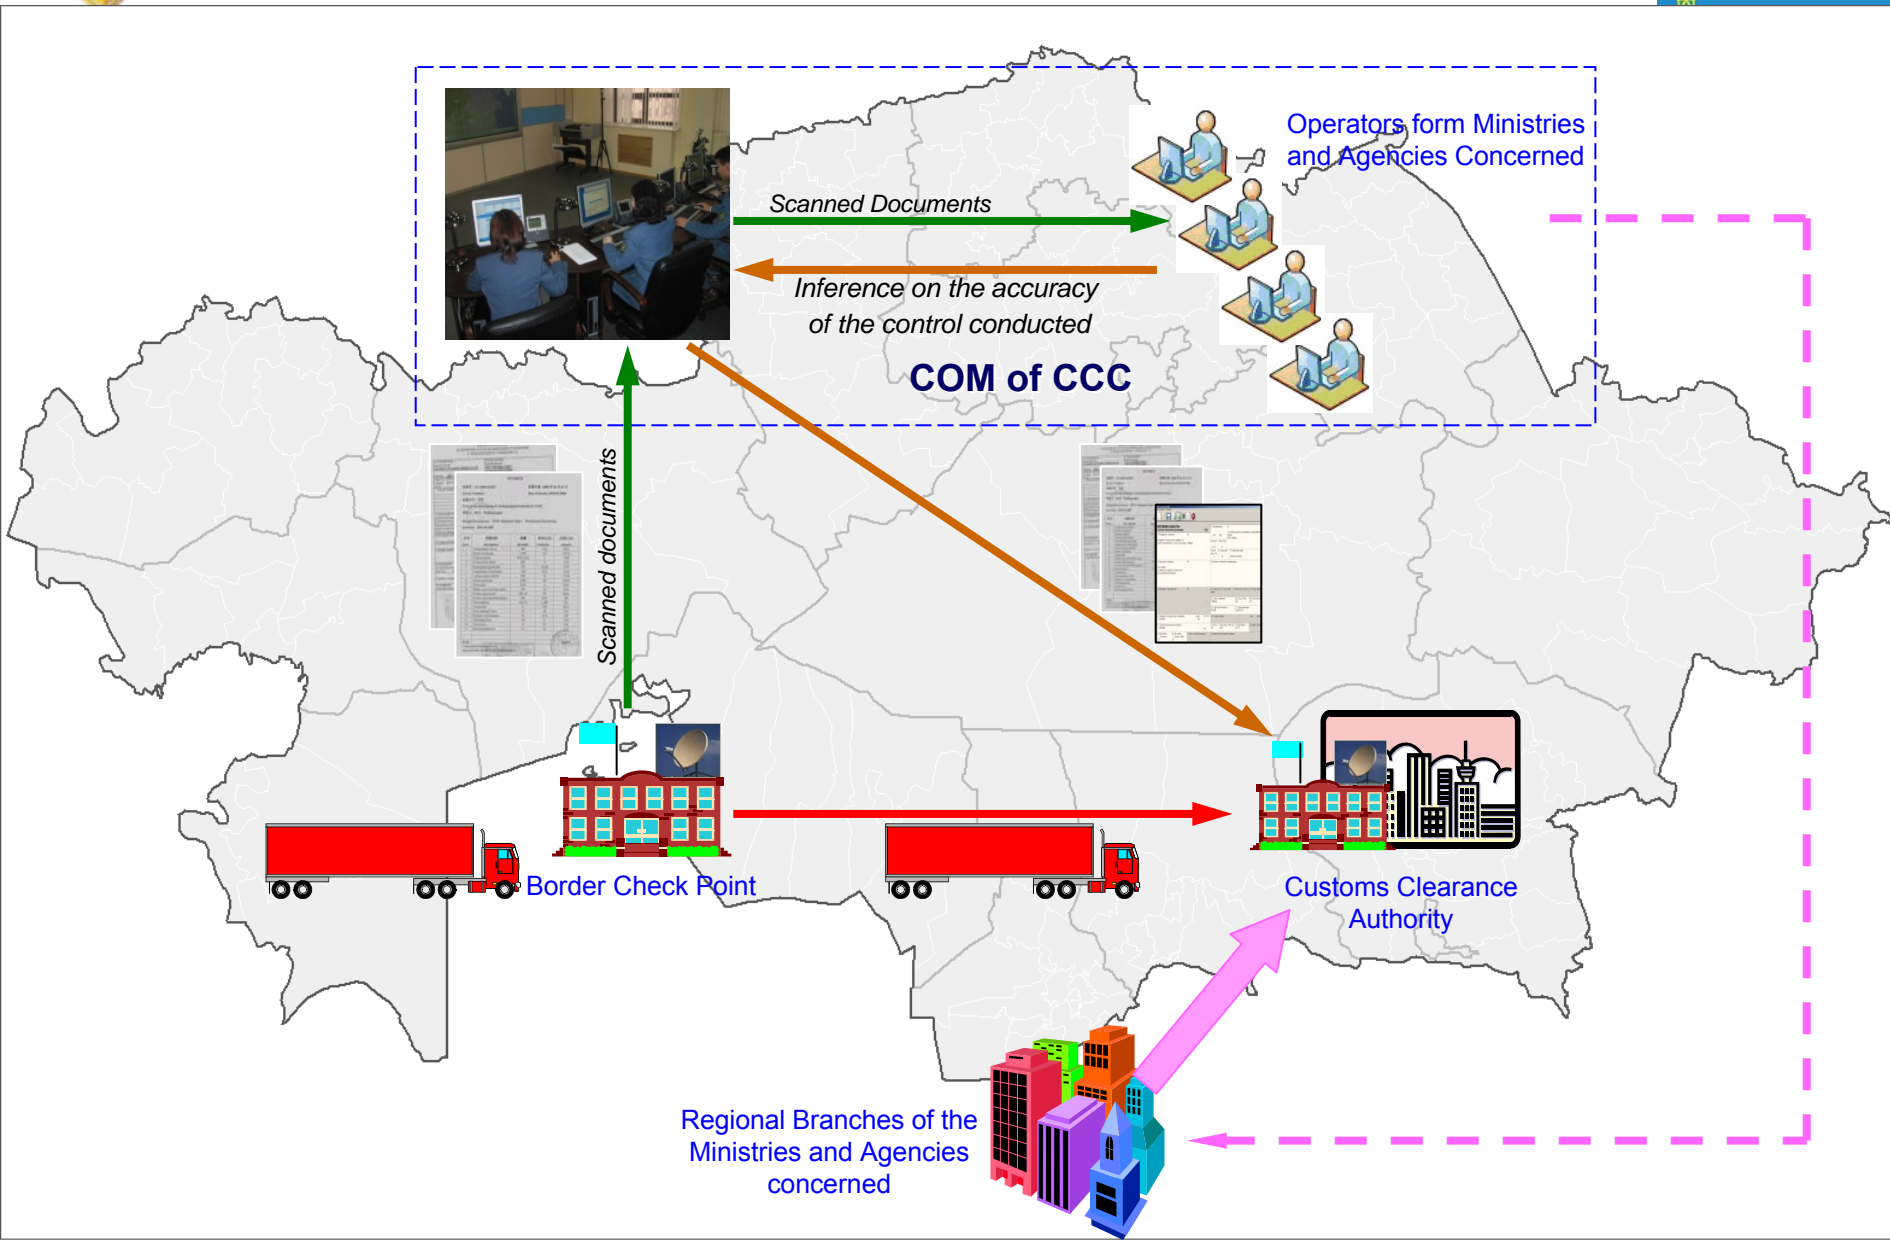 Operators form Ministries
and Agencies Concerned
Scanned Documents
Inference on the accuracy
of the control conducted
COM of CCC
Scanned documents
Border Check Point
Customs Clearance
Authority
Regional Branches of the
Ministries and Agencies
concerned